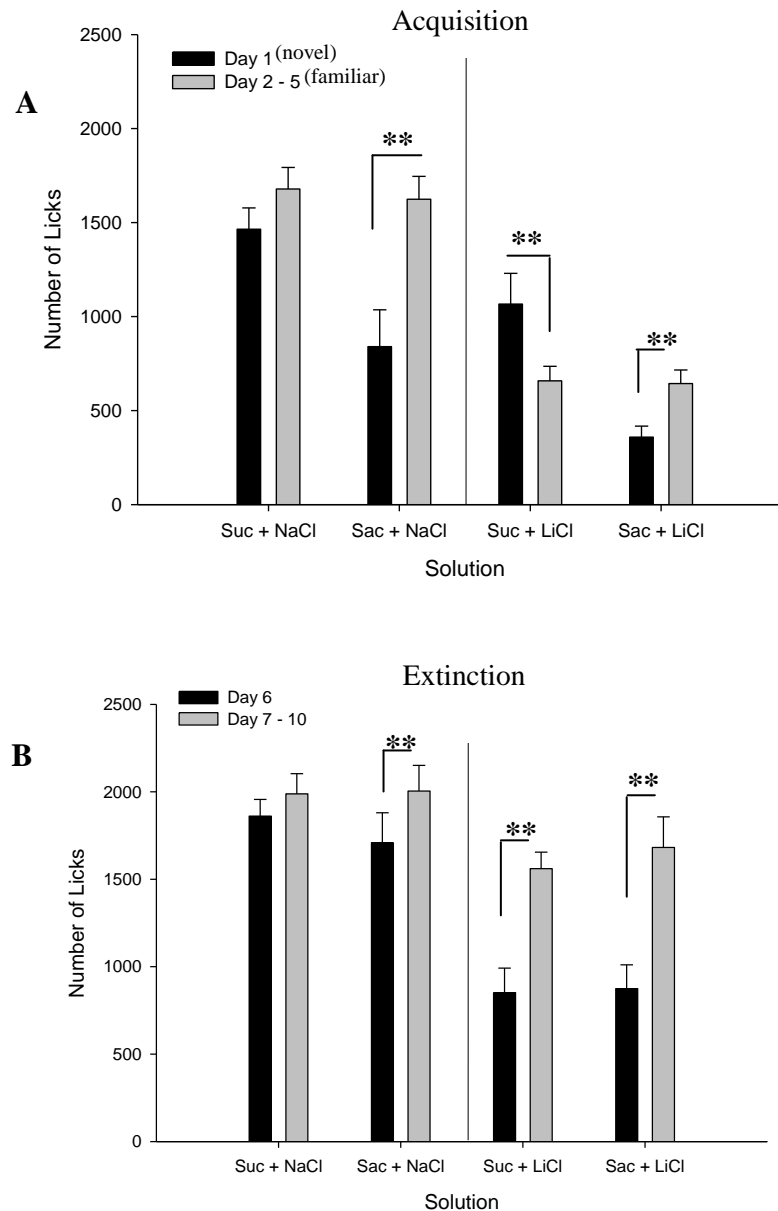 Acquisition
A
Day 1 (novel)
Day 2 - 5 (familiar)
2500
2000
1500
1000
500
0
Number of Licks
**
**
**
Suc + NaCl Sac + NaCl Suc + LiCl Sac + LiCl
Solution
Extinction
B
Day 6
Day 7 - 10
2500
2000
1500
1000
500
0
Number of Licks
**
**
**
Suc + NaCl Sac + NaCl Suc + LiCl Sac + LiCl
Solution